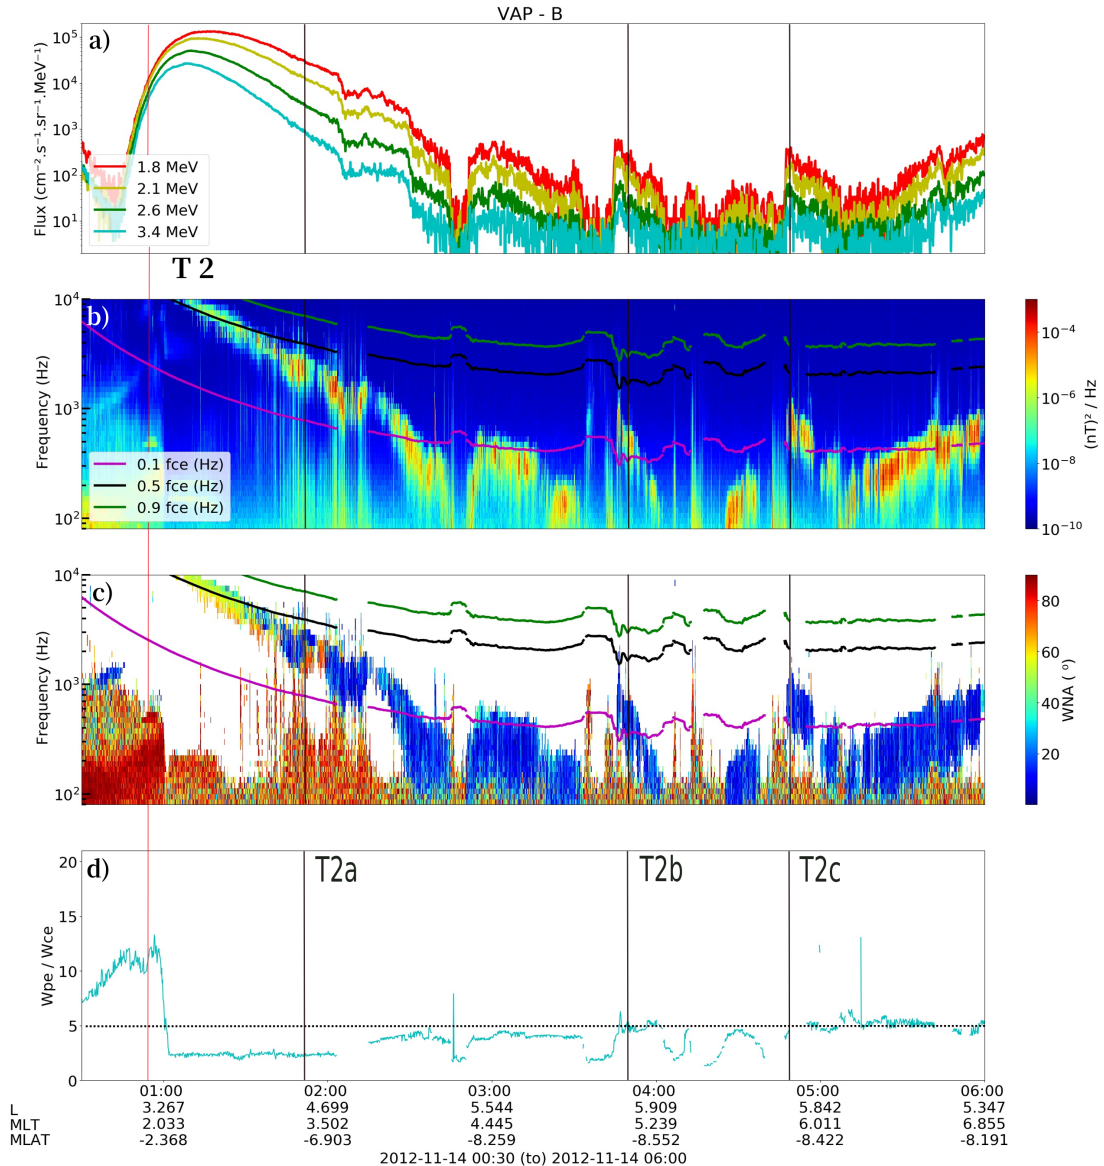 VAP - B
a)
10⁵
10⁴
10³
10²
10¹
Flux (cm⁻².s⁻¹.sr⁻¹.MeV⁻¹)
1.8 MeV
2.1 MeV
2.6 MeV
3.4 MeV
T 2
b)
10⁴
10³
10²
Frequency (Hz)
0.1 fce (Hz)
0.5 fce (Hz)
0.9 fce (Hz)
10⁻⁴
10⁻⁶
10⁻⁸
10⁻¹⁰
(nT)² / Hz
c)
10⁴
10³
10²
Frequency (Hz)
80
60
40
20
WNA ( °)
d)
T2a
T2b
T2c
20
15
10
5
0
Wpe / Wce
01:00 02:00 03:00 04:00 05:00 06:00
L 3.267 4.699 5.544 5.909 5.842 5.347
MLT 2.033 3.502 4.445 5.239 6.011 6.855
MLAT -2.368 -6.903 -8.259 -8.552 -8.422 -8.191
2012-11-14 00:30 (to) 2012-11-14 06:00